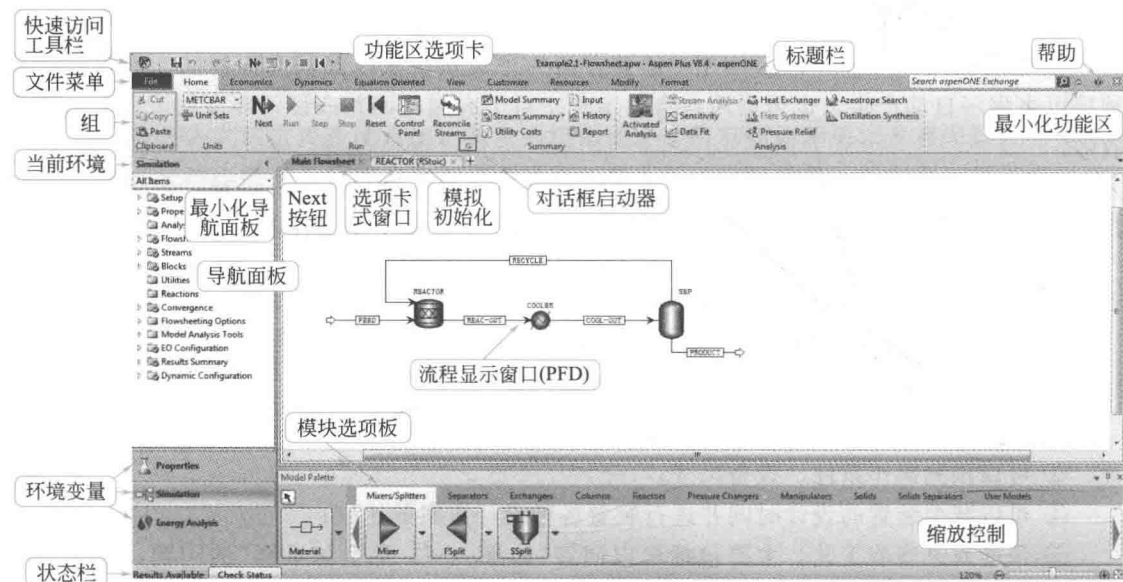 快速访问
工具栏
功能区选项卡
Example2.1-Flowsheet.apw - Aspen Plus V8.4 - aspenONE
标题栏
帮助
文件菜单
File Home Economics Dynamics Equation Oriented View Customize Resources Modify Format
Search aspenONE Exchange
最小化功能区
组
Cut METCBAR
Copy Unit Sets
Paste
Next Run Step Stop Reset Control Panel Reconcile Streams
Model Summary Input
Stream Summary History
Utility Costs Report
Activated Analysis
Stream Analysis Heat Exchanger Azeotrope Search
Sensitivity Flare System Distillation Synthesis
Data Fit Pressure Relief
Clipboard Units Run Summary Analysis
当前环境
Simulation
Main Flowsheet REACTOR (RStoic)
All Items
最小化导
航面板
Next
按钮
选项卡
式窗口
模拟
初始化
对话框启动器
Setup
Analysis
Streams
Blocks
Utilities
Reactions
Convergence
Flowsheeting Options
Model Analysis Tools
EO Configuration
Results Summary
Dynamic Configuration
导航面板
RECYCLE
REACTOR
COOLER
SEP
FEED
REAC-OUT
COOL-OUT
PRODUCT
流程显示窗口(PFD)
模块选项板
环境变量
Properties
Simulation
Energy Analysis
Model Palette
Mixers/Splitters Separators Exchangers Columns Reactors Pressure Changers Manipulators Solids Solids Separators User Models
Material Mixer FSplit SSplit
缩放控制
状态栏
Results Available Check Status
120%